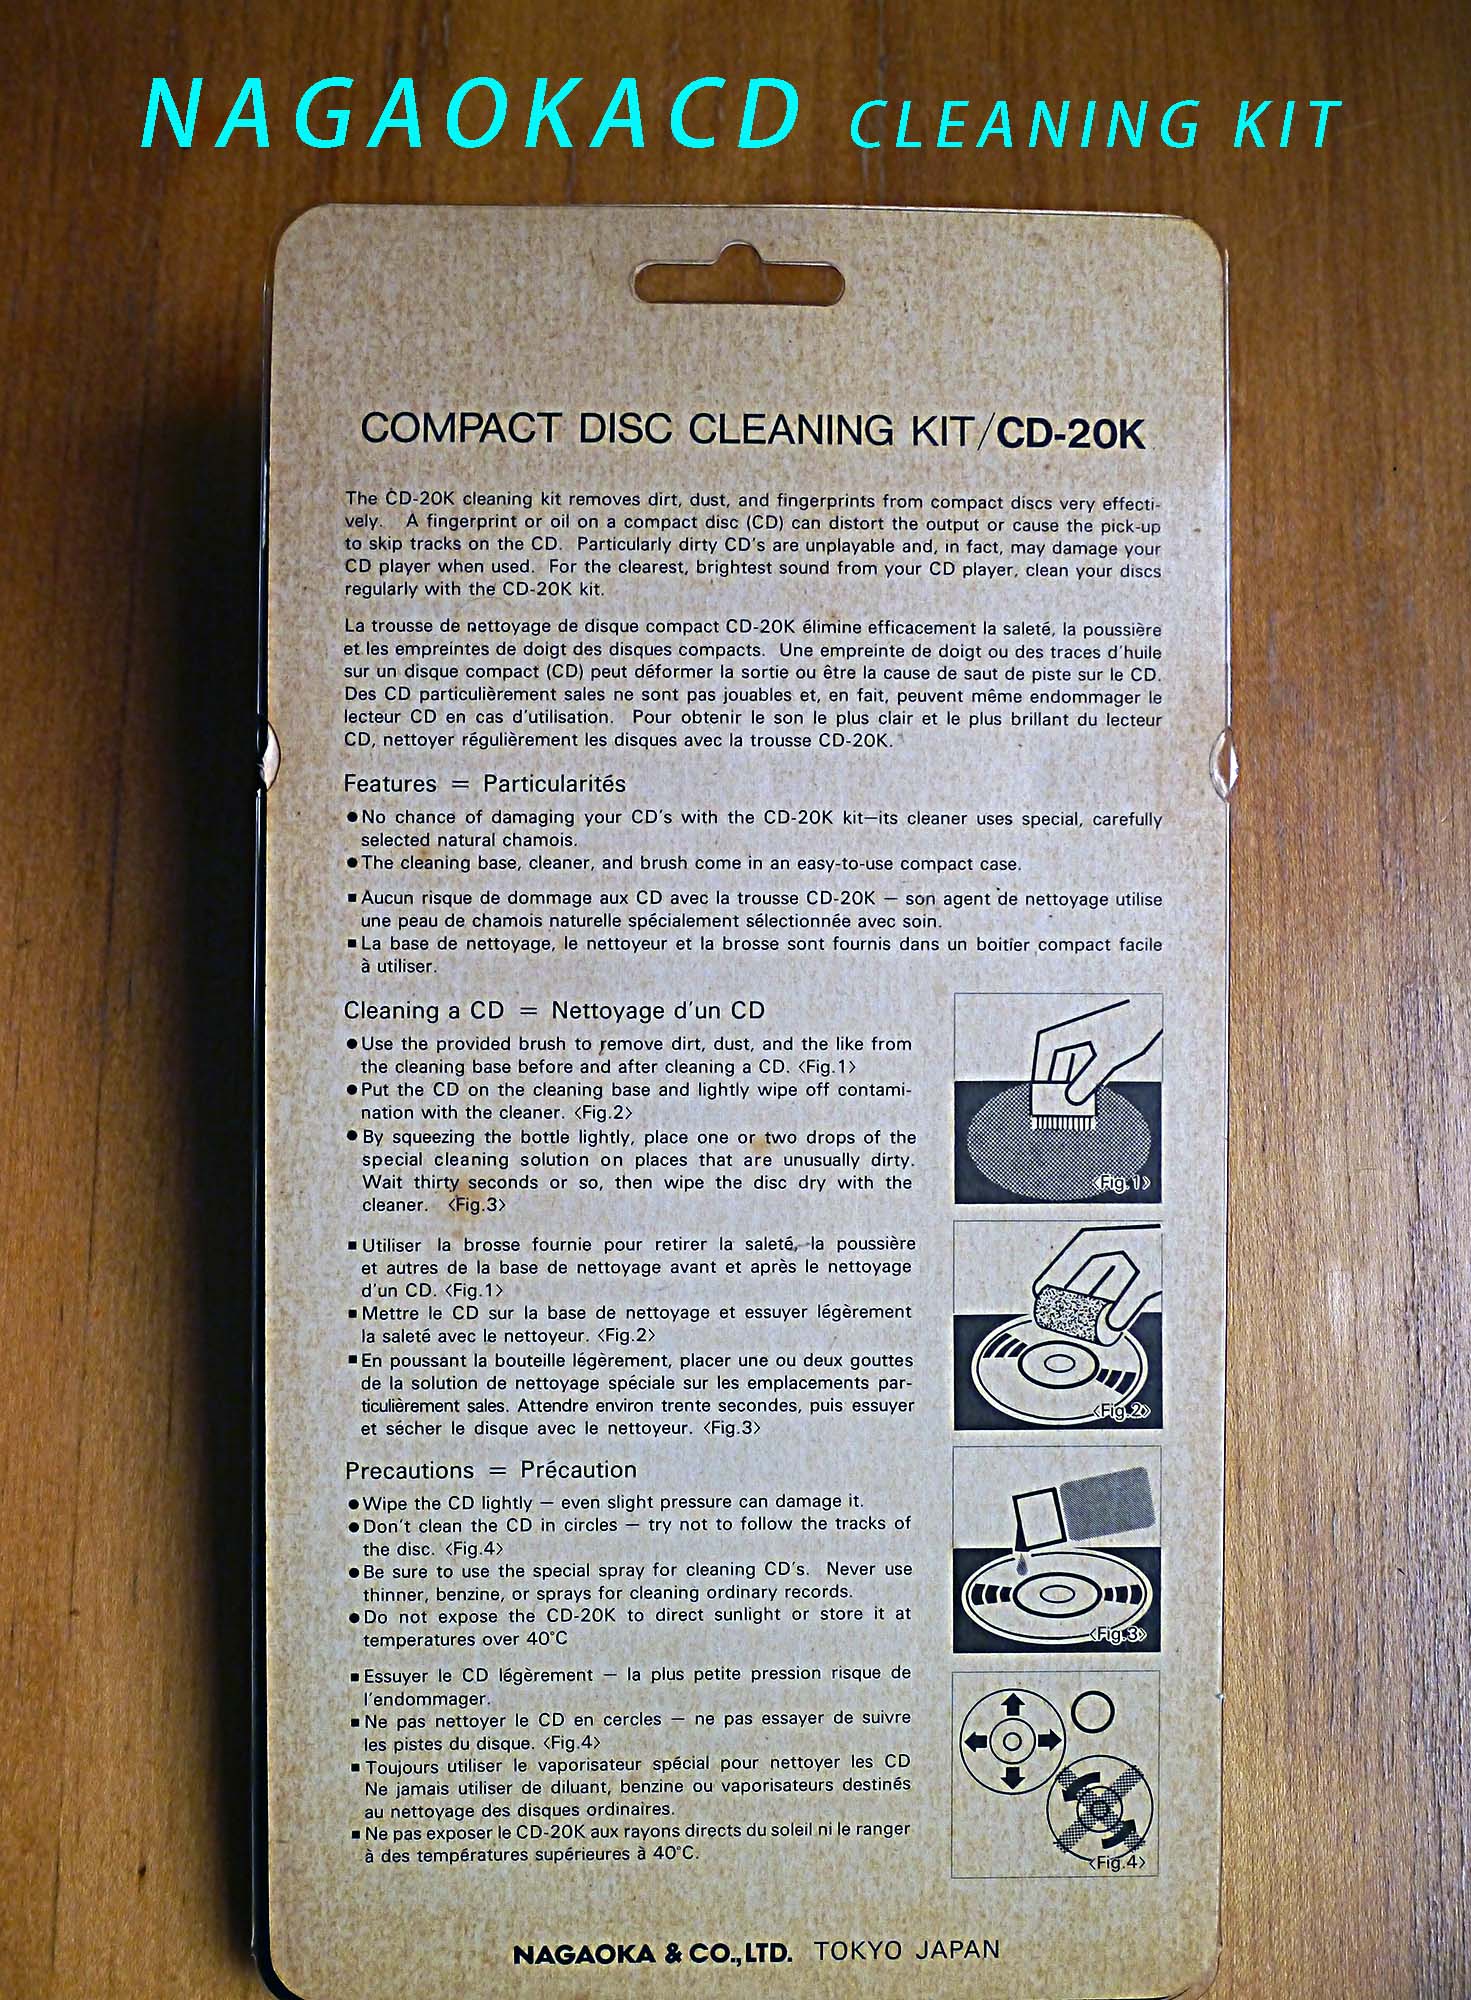 NAGAOKACD CLEANING KIT
COMPACT DISC CLEANING KIT/CD-20K
The CD-20K cleaning kit removes dirt, dust, and fingerprints from compact discs very effecti-
vely. A fingerprint or oil on a compact disc (CD) can distort the output or cause the pick-up
to skip tracks on the CD. Particularly dirty CD's are unplayable and, in fact, may damage your
CD player when used. For the clearest, brightest sound from your CD player, clean your discs
regularly with the CD-20K kit.
La trousse de nettoyage de disque compact CD-20K élimine efficacement la saleté, la poussière
et les empreintes de doigt des disques compacts. Une empreinte de doigt ou des traces d'huile
sur un disque compact (CD) peut déformer la sortie ou être la cause de saut de piste sur le CD.
Des CD particulièrement sales ne sont pas jouables et, en fait, peuvent même endommager le
lecteur CD en cas d'utilisation. Pour obtenir le son le plus clair et le plus brillant du lecteur
CD, nettoyer régulièrement les disques avec la trousse CD-20K.
Features = Particularités
●No chance of damaging your CD's with the CD-20K kit—its cleaner uses special, carefully
selected natural chamois.
●The cleaning base, cleaner, and brush come in an easy-to-use compact case.
■Aucun risque de dommage aux CD avec la trousse CD-20K — son agent de nettoyage utilise
une peau de chamois naturelle spécialement sélectionnée avec soin.
■La base de nettoyage, le nettoyeur et la brosse sont fournis dans un boitier compact facile
à utiliser.
Cleaning a CD = Nettoyage d'un CD
●Use the provided brush to remove dirt, dust, and the like from
the cleaning base before and after cleaning a CD. <Fig.1>
●Put the CD on the cleaning base and lightly wipe off contami-
nation with the cleaner. <Fig.2>
●By squeezing the bottle lightly, place one or two drops of the
special cleaning solution on places that are unusually dirty.
Wait thirty seconds or so, then wipe the disc dry with the
cleaner. <Fig.3>
■Utiliser la brosse fournie pour retirer la saleté, la poussière
et autres de la base de nettoyage avant et après le nettoyage
d'un CD. <Fig.1>
■Mettre le CD sur la base de nettoyage et essuyer légèrement
la saleté avec le nettoyeur. <Fig.2>
■En poussant la bouteille légèrement, placer une ou deux gouttes
de la solution de nettoyage spéciale sur les emplacements par-
ticulièrement sales. Attendre environ trente secondes, puis essuyer
et sécher le disque avec le nettoyeur. <Fig.3>
Precautions = Précaution
●Wipe the CD lightly — even slight pressure can damage it.
●Don't clean the CD in circles — try not to follow the tracks of
the disc. <Fig.4>
●Be sure to use the special spray for cleaning CD's. Never use
thinner, benzine, or sprays for cleaning ordinary records.
●Do not expose the CD-20K to direct sunlight or store it at
temperatures over 40°C
■Essuyer le CD légèrement — la plus petite pression risque de
l'endommager.
■Ne pas nettoyer le CD en cercles — ne pas essayer de suivre
les pistes du disque. <Fig.4>
■Toujours utiliser le vaporisateur spécial pour nettoyer les CD
Ne jamais utiliser de diluant, benzine ou vaporisateurs destinés
au nettoyage des disques ordinaires.
■Ne pas exposer le CD-20K aux rayons directs du soleil ni le ranger
à des températures supérieures à 40°C.
<Fig.1>
<Fig.2>
<Fig.3>
<Fig.4>
NAGAOKA & CO., LTD. TOKYO JAPAN